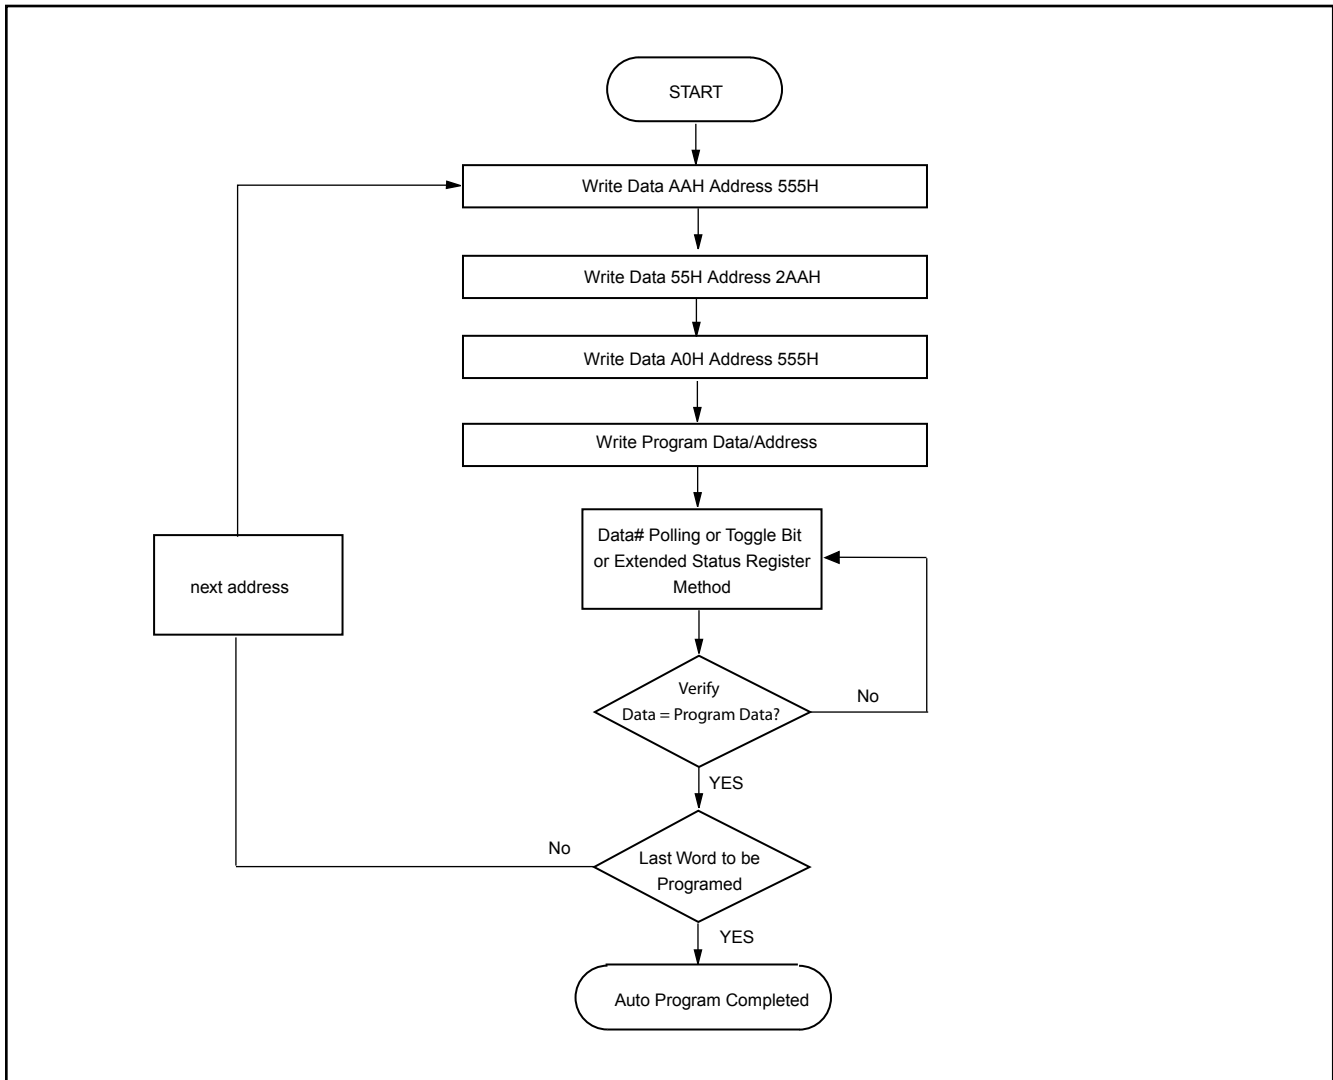 START
Write Data AAH Address 555H
Write Data 55H Address 2AAH
Write Data A0H Address 555H
Write Program Data/Address
Data# Polling or Toggle Bit
or Extended Status Register
Method
next address
Verify
Data = Program Data?
No
YES
No
Last Word to be
Programed
YES
Auto Program Completed